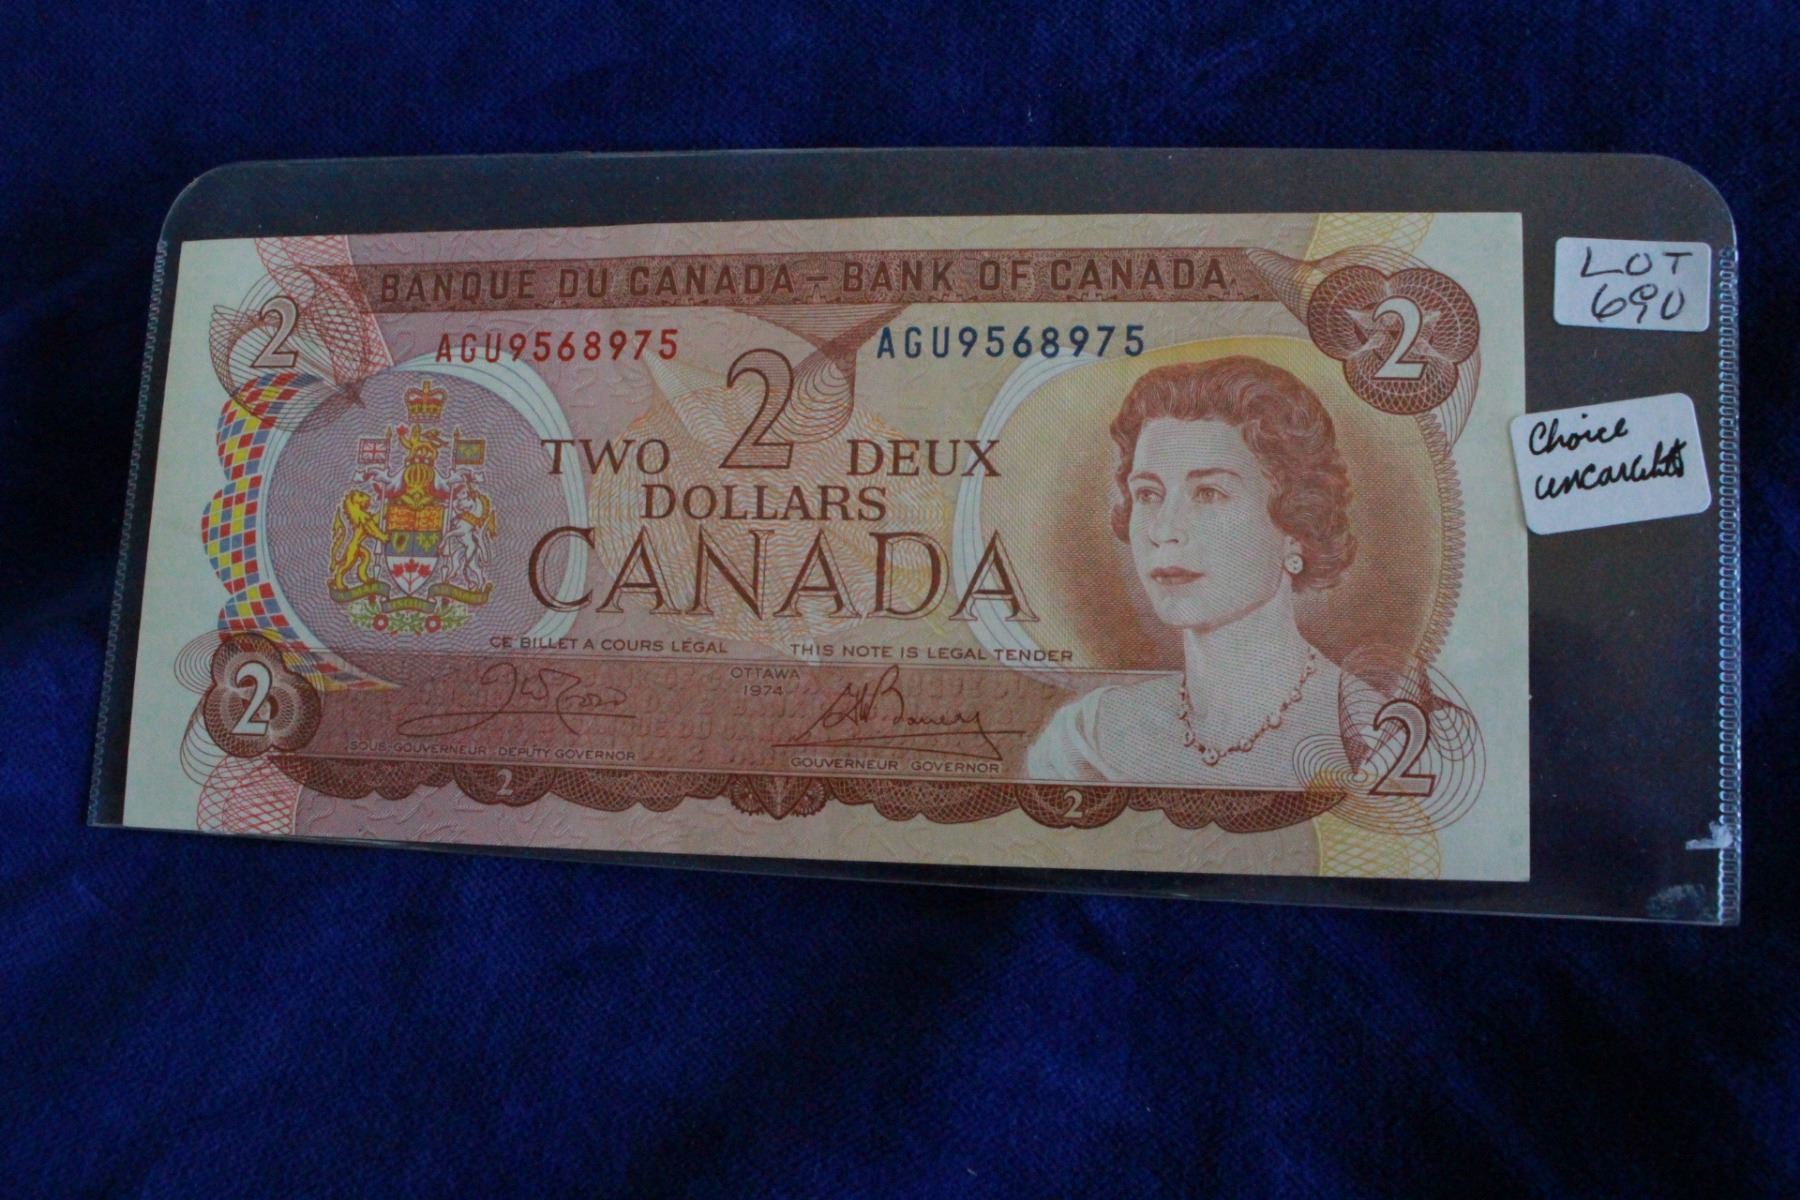 BANQUE DU CANADA – BANK OF CANADA
2
2
AGU9568975
AGU9568975
2
TWO
DEUX
DOLLARS
CANADA
CE BILLET A COURS LÉGAL
THIS NOTE IS LEGAL TENDER
OTTAWA
1974
SOUS-GOUVERNEUR DEPUTY GOVERNOR
GOUVERNEUR GOVERNOR
2
2
2
2
LOT
690
Choice